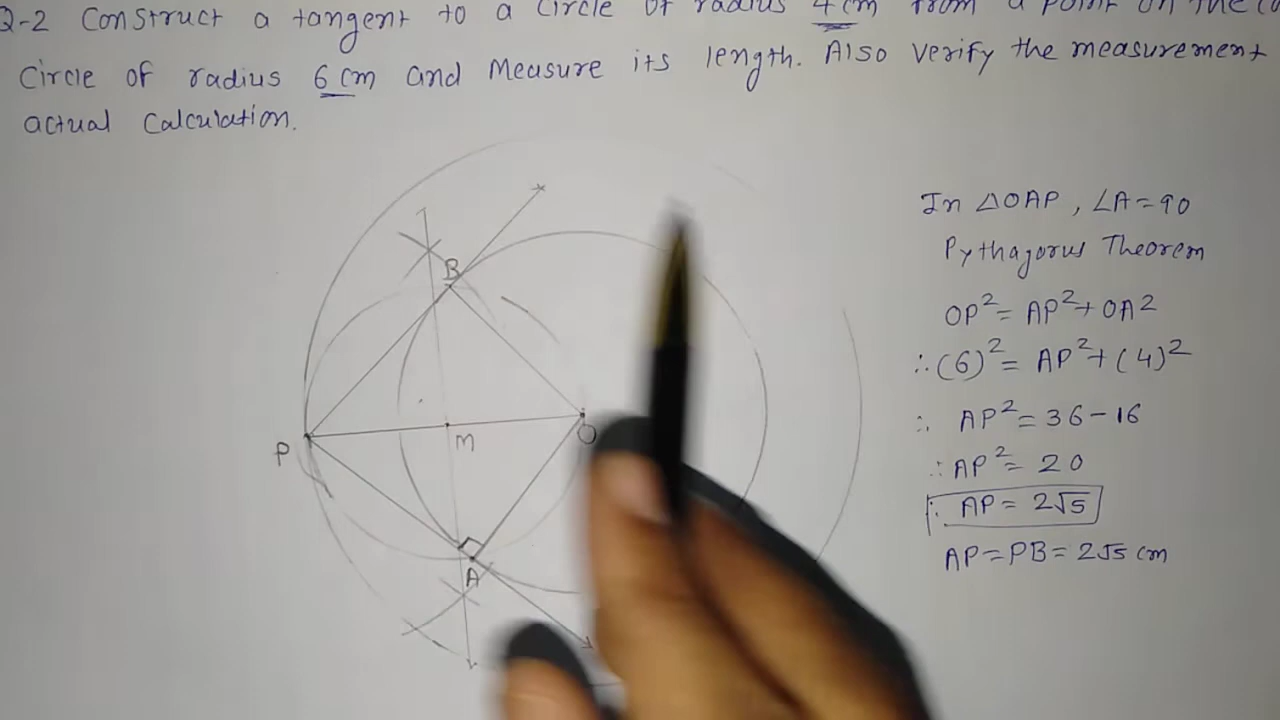 Q-2 Construct a tangent to a circle of radius 4cm from a point on the
Circle of radius 6cm and Measure its length. Also verify the measurement
actual Calculation.
In △OAP, ∠A=90
Pythagorus Theorem
OP²= AP²+ OA2
∴(6)²= AP²+(4)²
∴ AP²=36-16
∴AP²= 20
∴ AP= 2√5
AP=PB=2√5 cm
B
P
M
O
A